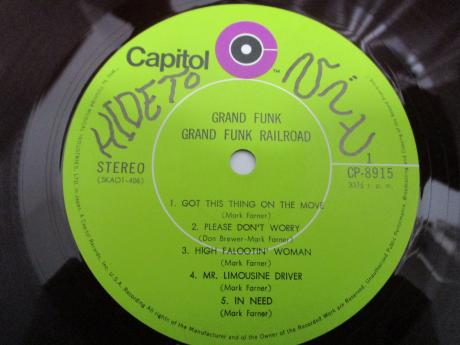 Capitol
TM
HIDETO
GRAND FUNK
GRAND FUNK RAILROAD
STEREO
(SKAO1-406)
1
CP-8915
33⅓ r. p. m.
1. GOT THIS THING ON THE MOVE
(Mark Farner)
2. PLEASE DON'T WORRY
(Don Brewer-Mark Farner)
3. HIGH FALOOTIN' WOMAN
(Mark Farner)
4. MR. LIMOUSINE DRIVER
(Mark Farner)
5. IN NEED
(Mark Farner)